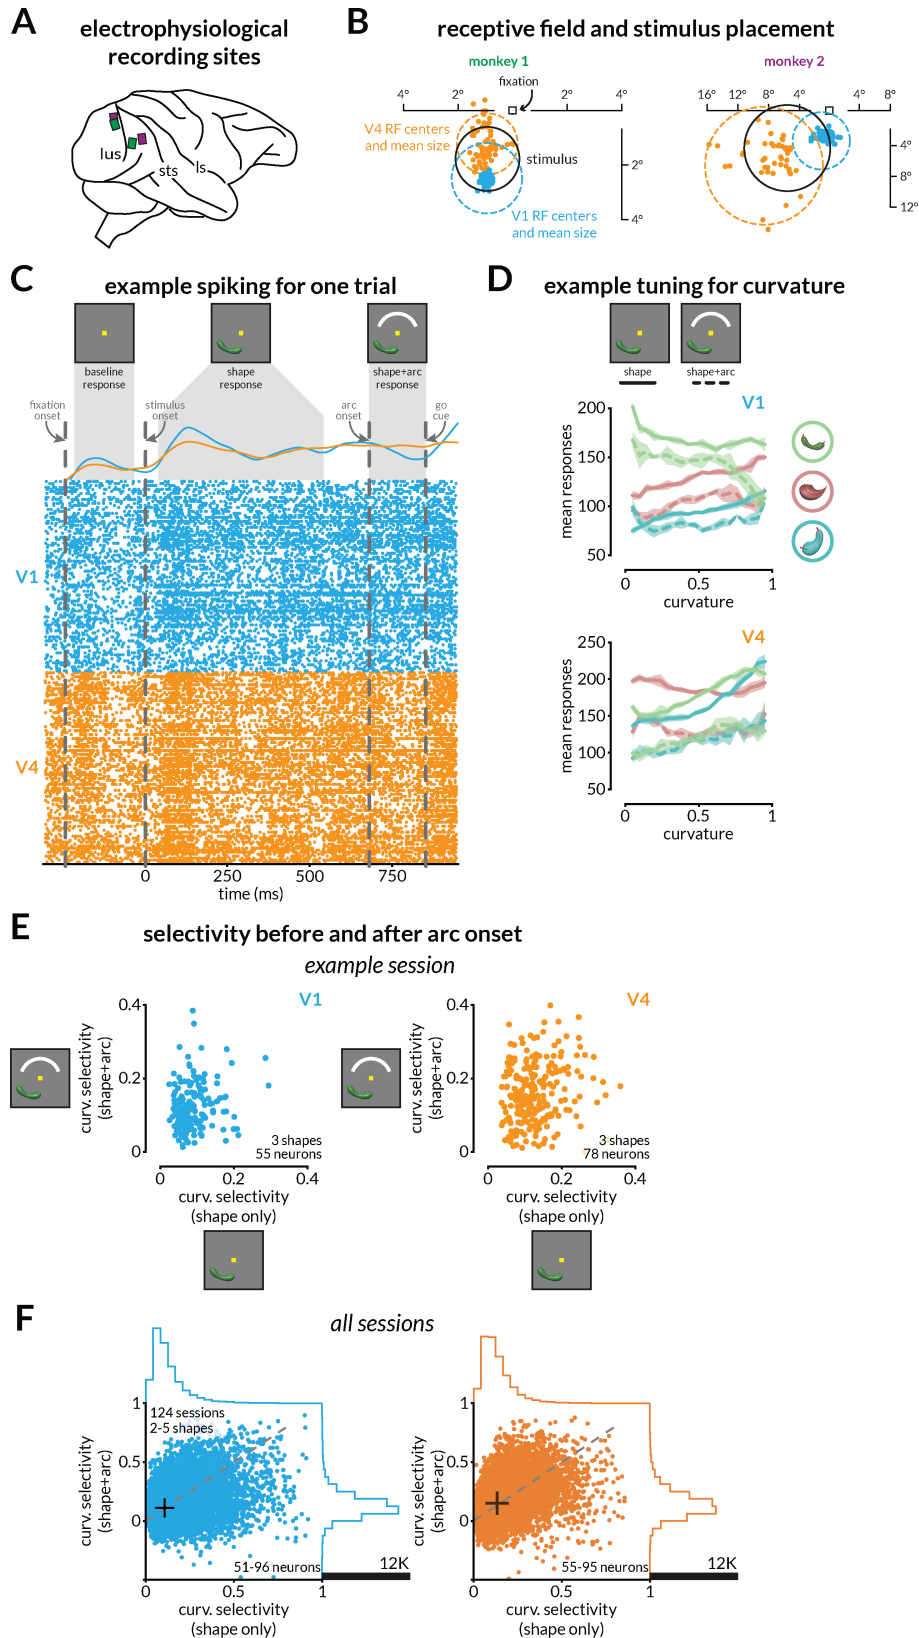 A
electrophysiological
recording sites
lus
sts
ls
B
receptive field and stimulus placement
monkey 1
monkey 2
fixation
4° 2° 2° 4°
16° 12° 8° 4° 4° 8°
V4 RF centers
and mean size
stimulus
2°
4°
4°
8°
12°
V1 RF centers
and mean size
C
example spiking for one trial
baseline
response
shape
response
shape+arc
response
fixation
onset
stimulus
onset
arc
onset
go
cue
V1
V4
0 250 500 750
time (ms)
D
example tuning for curvature
shape
shape+arc
V1
200
150
100
50
mean responses
0 0.5 1
curvature
V4
250
200
150
100
50
mean responses
0 0.5 1
curvature
E
selectivity before and after arc onset
example session
V1
0.4
0.2
0
curv. selectivity
(shape+arc)
3 shapes
55 neurons
0 0.2 0.4
curv. selectivity
(shape only)
V4
0.4
0.2
0
curv. selectivity
(shape+arc)
3 shapes
78 neurons
0 0.2 0.4
curv. selectivity
(shape only)
F
all sessions
1
0.5
0
curv. selectivity
(shape+arc)
124 sessions
2-5 shapes
51-96 neurons
12K
0 0.5 1
curv. selectivity
(shape only)
1
0.5
0
curv. selectivity
(shape+arc)
55-95 neurons
12K
0 0.5 1
curv. selectivity
(shape only)